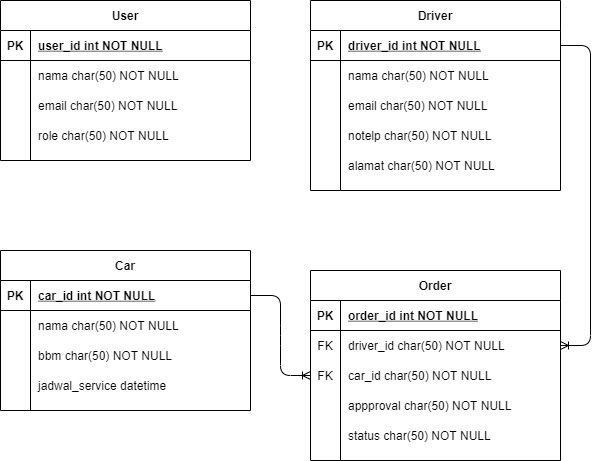 User
PK user_id int NOT NULL
nama char(50) NOT NULL
email char(50) NOT NULL
role char(50) NOT NULL
Driver
PK driver_id int NOT NULL
nama char(50) NOT NULL
email char(50) NOT NULL
notelp char(50) NOT NULL
alamat char(50) NOT NULL
Car
PK car_id int NOT NULL
nama char(50) NOT NULL
bbm char(50) NOT NULL
jadwal_service datetime
Order
PK order_id int NOT NULL
FK driver_id char(50) NOT NULL
FK car_id char(50) NOT NULL
appproval char(50) NOT NULL
status char(50) NOT NULL